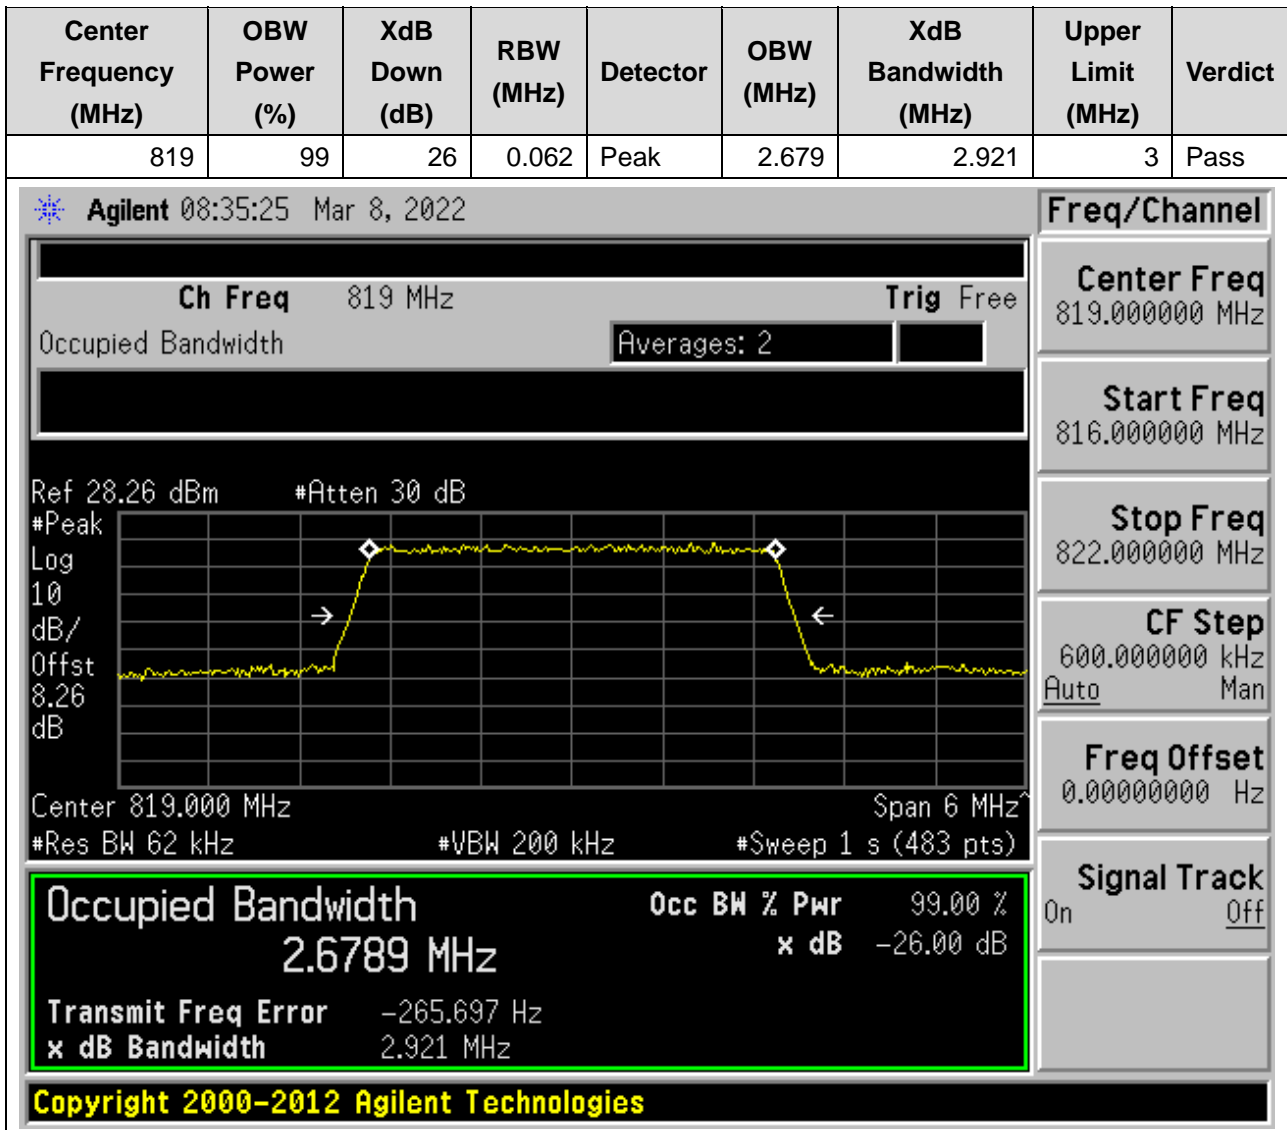 Center Frequency (MHz) OBW Power (%) XdB Down (dB) RBW (MHz) Detector OBW (MHz) XdB Bandwidth (MHz) Upper Limit (MHz) Verdict
819 99 26 0.062 Peak 2.679 2.921 3 Pass
Agilent 08:35:25 Mar 8, 2022
Freq/Channel
Ch Freq 819 MHz Trig Free
Occupied Bandwidth Averages: 2
Ref 28.26 dBm #Atten 30 dB
#Peak
Log
10
dB/
Offst
8.26
dB
Center 819.000 MHz Span 6 MHz^
#Res BW 62 kHz #VBW 200 kHz #Sweep 1 s (483 pts)
Occupied Bandwidth
2.6789 MHz
Occ BW % Pwr 99.00 %
x dB -26.00 dB
Transmit Freq Error -265.697 Hz
x dB Bandwidth 2.921 MHz
Center Freq
819.000000 MHz
Start Freq
816.000000 MHz
Stop Freq
822.000000 MHz
CF Step
600.000000 kHz
Auto Man
Freq Offset
0.00000000 Hz
Signal Track
On Off
Copyright 2000-2012 Agilent Technologies